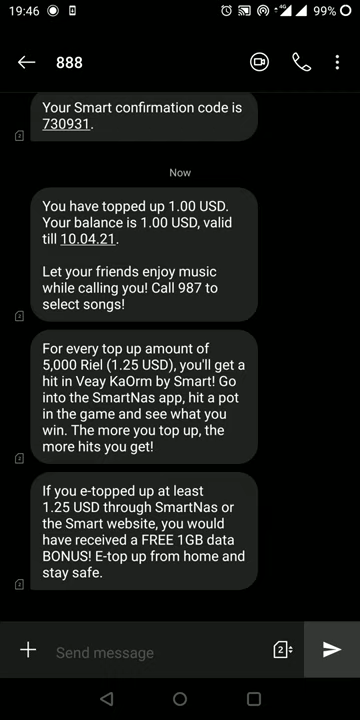 19:46
4G
99%
888
Your Smart confirmation code is
730931.
Now
You have topped up 1.00 USD.
Your balance is 1.00 USD, valid
till 10.04.21.
Let your friends enjoy music
while calling you! Call 987 to
select songs!
For every top up amount of
5,000 Riel (1.25 USD), you'll get a
hit in Veay KaOrm by Smart! Go
into the SmartNas app, hit a pot
in the game and see what you
win. The more you top up, the
more hits you get!
If you e-topped up at least
1.25 USD through SmartNas or
the Smart website, you would
have received a FREE 1GB data
BONUS! E-top up from home and
stay safe.
Send message
2